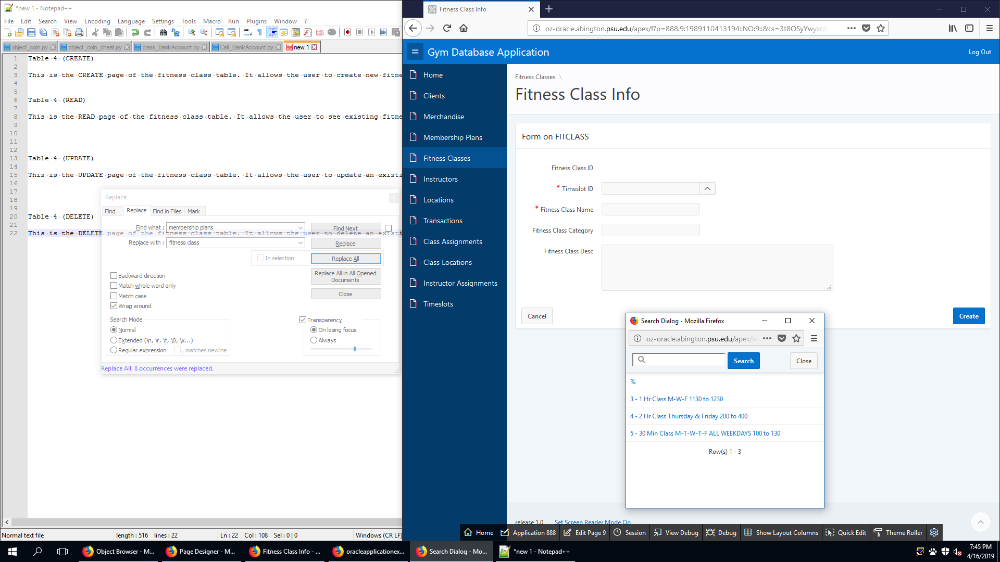 *new 1 - Notepad++
File Edit Search View Encoding Language Settings Tools Macro Run Plugins Window ?
object_coin.py object_coin_cheat.py class_BankAccount.py Call_BankAccount.py new 1
1 Table 4 (CREATE)
2
3 This is the CREATE page of the fitness class table. It allows the user to create new fitne
4
5
6 Table 4 (READ)
7
8 This is the READ page of the fitness class table. It allows the user to see existing fitne
9
10
11
12
13 Table 4 (UPDATE)
14
15 This is the UPDATE page of the fitness class table. It allows the user to update an existi
16
17
18
19
20 Table 4 (DELETE)
21
22 This is the DELETE page of the fitness class table. It allows the user to delete an existi
Replace
Find Replace Find in Files Mark
Find what : membership plans Find Next
Replace with : fitness class Replace
In selection Replace All
Replace All in All Opened
Documents
Close
Backward direction
Match whole word only
Match case
Wrap around
Search Mode
Normal
Extended (\n, \r, \t, \0, \x...)
Regular expression . matches newline
Transparency
On losing focus
Always
Replace All: 8 occurrences were replaced.
Normal text file length : 516 lines : 22 Ln : 22 Col : 108 Sel : 0 | 0 Windows (CR LF)
Fitness Class Info
oz-oracle.abington.psu.edu/apex/f?p=888:9:1989110413194::NO:9::&cs=3t8OSyYwyxnb
Gym Database Application Log Out
Home
Clients
Merchandise
Membership Plans
Fitness Classes
Instructors
Locations
Transactions
Class Assignments
Class Locations
Instructor Assignments
Timeslots
Fitness Classes \
Fitness Class Info
Form on FITCLASS
Fitness Class ID
* Timeslot ID
* Fitness Class Name
Fitness Class Category
Fitness Class Desc
Cancel Create
Search Dialog - Mozilla Firefox
oz-oracle.abington.psu.edu/apex/w
Search Close
%
3 - 1 Hr Class M-W-F 1130 to 1230
4 - 2 Hr Class Thursday & Friday 200 to 400
5 - 30 Min Class M-T-W-T-F ALL WEEKDAYS 100 to 130
Row(s) 1 - 3
release 1.0 Set Screen Reader Mode On
Home Application 888 Edit Page 9 Session View Debug Debug Show Layout Columns Quick Edit Theme Roller
Object Browser - M... Page Designer - M... Fitness Class Info - ... oracleapplicationex... Search Dialog - Mo... *new 1 - Notepad++
7:45 PM
4/16/2019